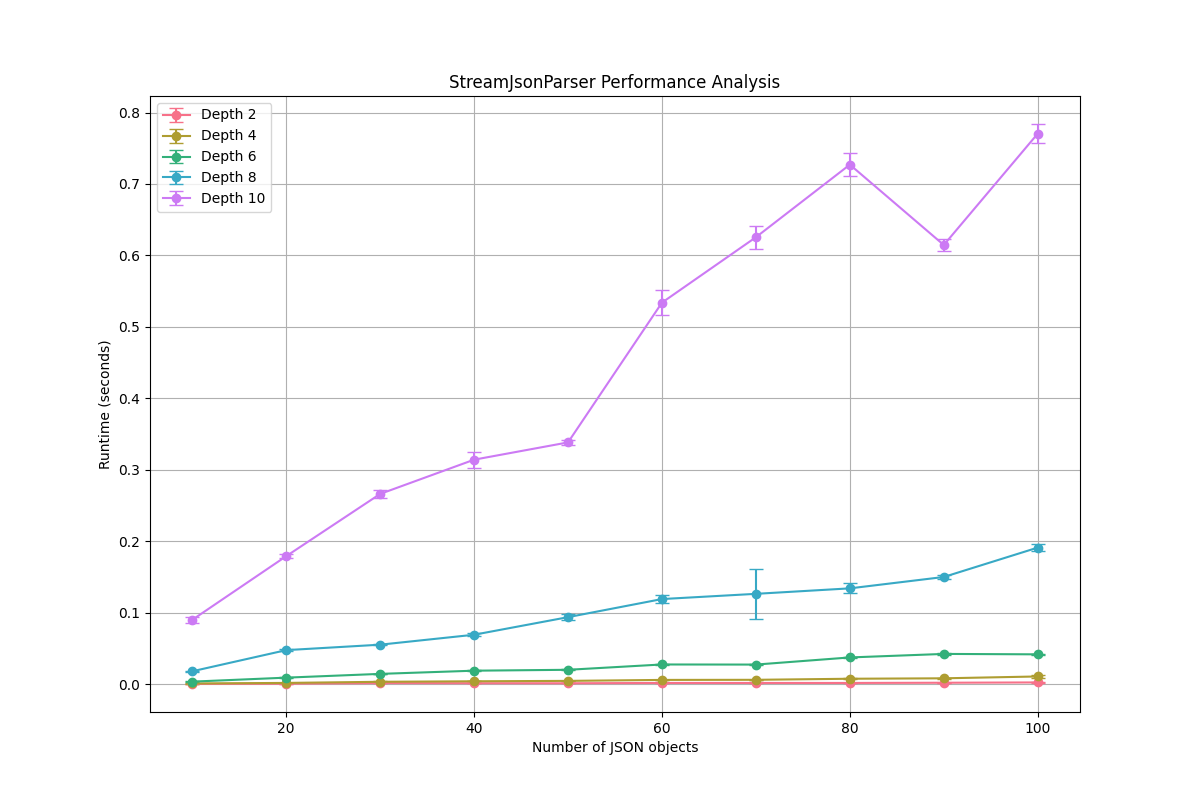 StreamJsonParser Performance Analysis
Depth 2
Depth 4
Depth 6
Depth 8
Depth 10
Runtime (seconds)
0.8
0.7
0.6
0.5
0.4
0.3
0.2
0.1
0.0
20
40
60
80
100
Number of JSON objects